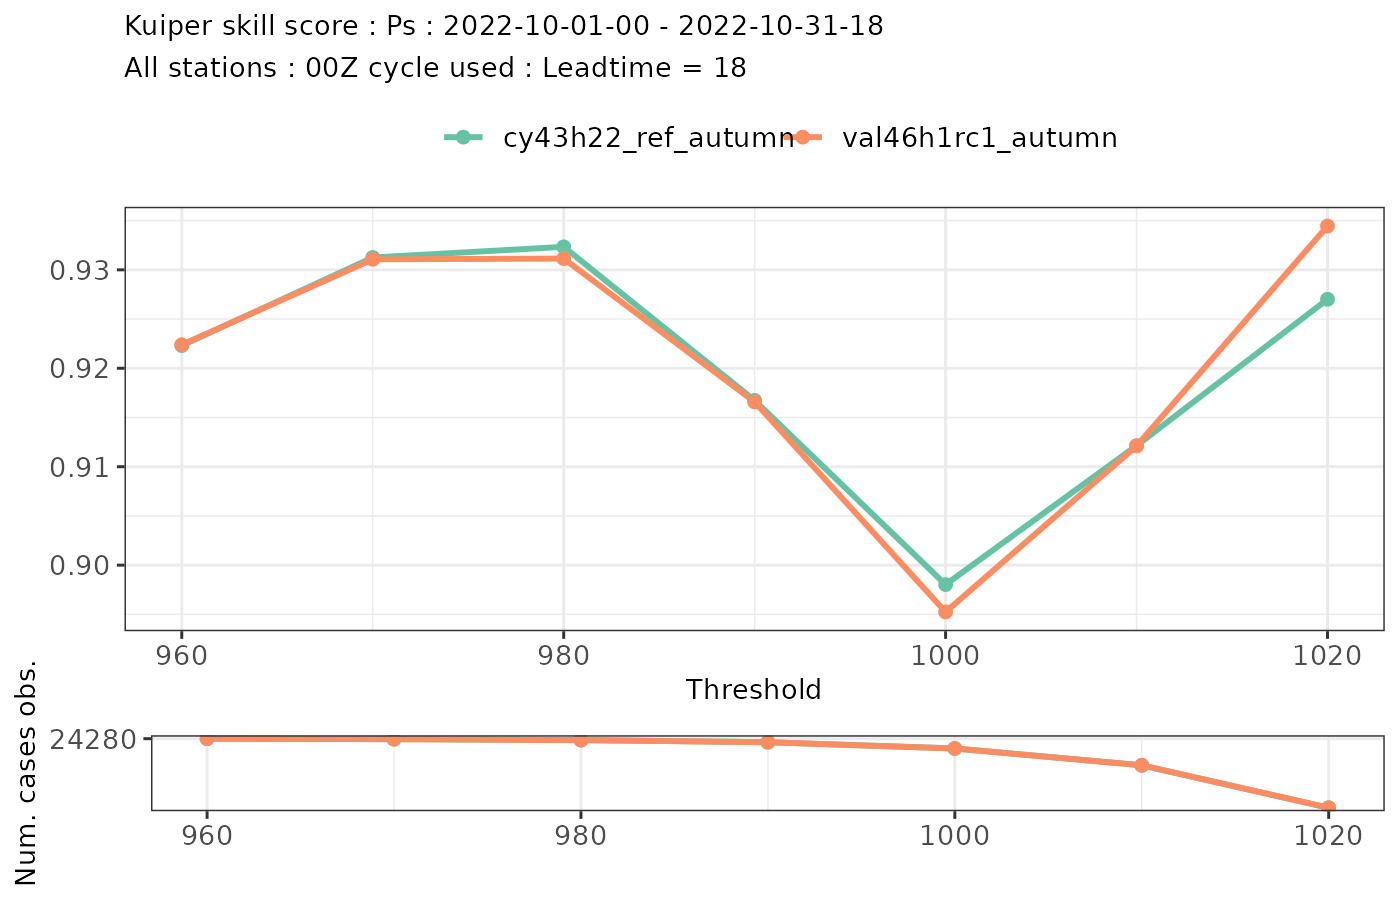 Kuiper skill score : Ps : 2022-10-01-00 - 2022-10-31-18
All stations : 00Z cycle used : Leadtime = 18
cy43h22_ref_autumn val46h1rc1_autumn
0.93
0.92
0.91
0.90
960 980 1000 1020
Threshold
Num. cases obs.
24280
960 980 1000 1020